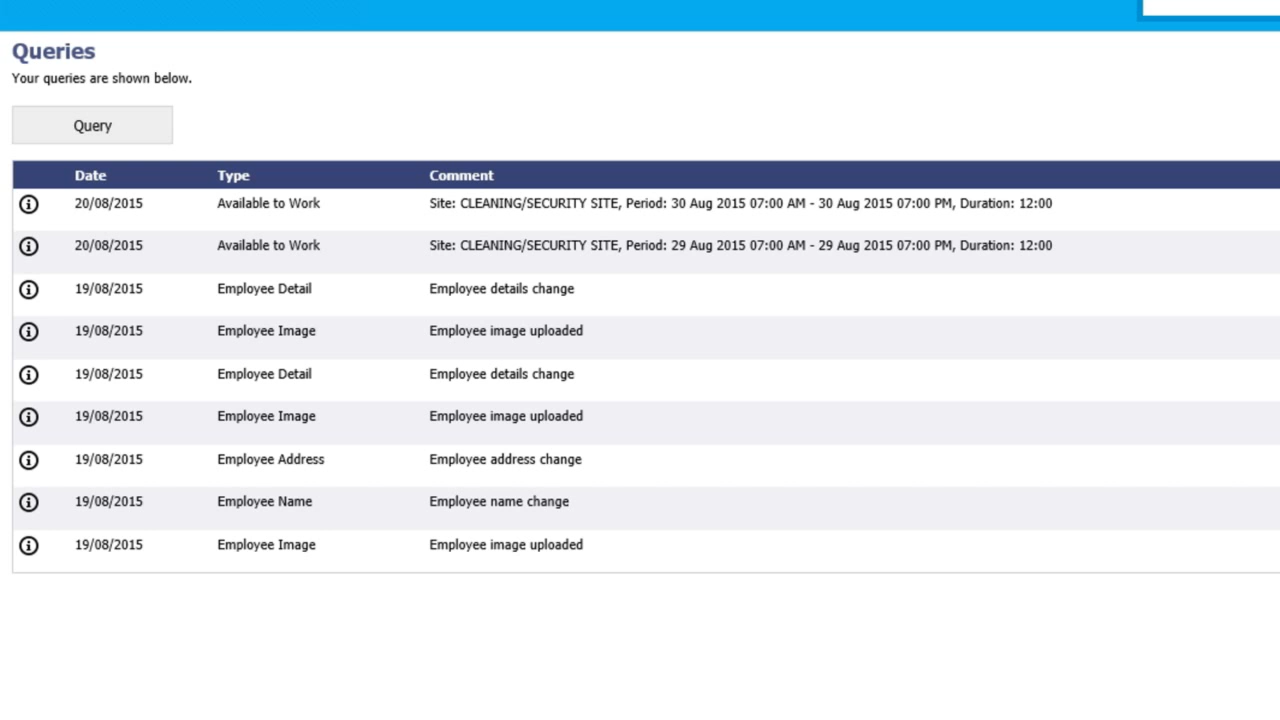 Queries
Your queries are shown below.
Query
Date Type Comment
20/08/2015 Available to Work Site: CLEANING/SECURITY SITE, Period: 30 Aug 2015 07:00 AM - 30 Aug 2015 07:00 PM, Duration: 12:00
20/08/2015 Available to Work Site: CLEANING/SECURITY SITE, Period: 29 Aug 2015 07:00 AM - 29 Aug 2015 07:00 PM, Duration: 12:00
19/08/2015 Employee Detail Employee details change
19/08/2015 Employee Image Employee image uploaded
19/08/2015 Employee Detail Employee details change
19/08/2015 Employee Image Employee image uploaded
19/08/2015 Employee Address Employee address change
19/08/2015 Employee Name Employee name change
19/08/2015 Employee Image Employee image uploaded